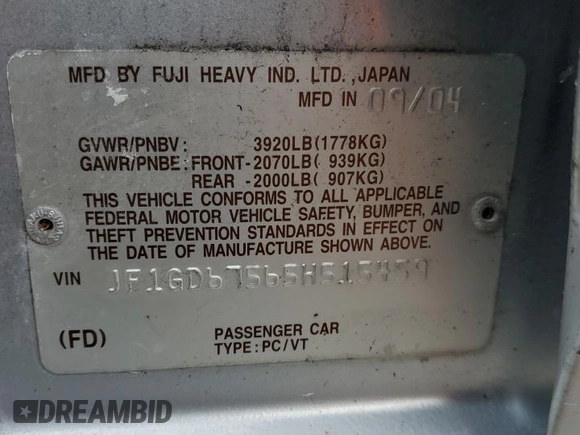 MFD BY FUJI HEAVY IND. LTD., JAPAN
MFD IN 09/04
GVWR/PNBV: 3920LB(1778KG)
GAWR/PNBE: FRONT-2070LB( 939KG)
REAR -2000LB( 907KG)
THIS VEHICLE CONFORMS TO ALL APPLICABLE
FEDERAL MOTOR VEHICLE SAFETY, BUMPER, AND
THEFT PREVENTION STANDARDS IN EFFECT ON
THE DATE OF MANUFACTURE SHOWN ABOVE.
VIN JF1GD67565H515459
(FD)
PASSENGER CAR
TYPE:PC/VT
DREAMBID